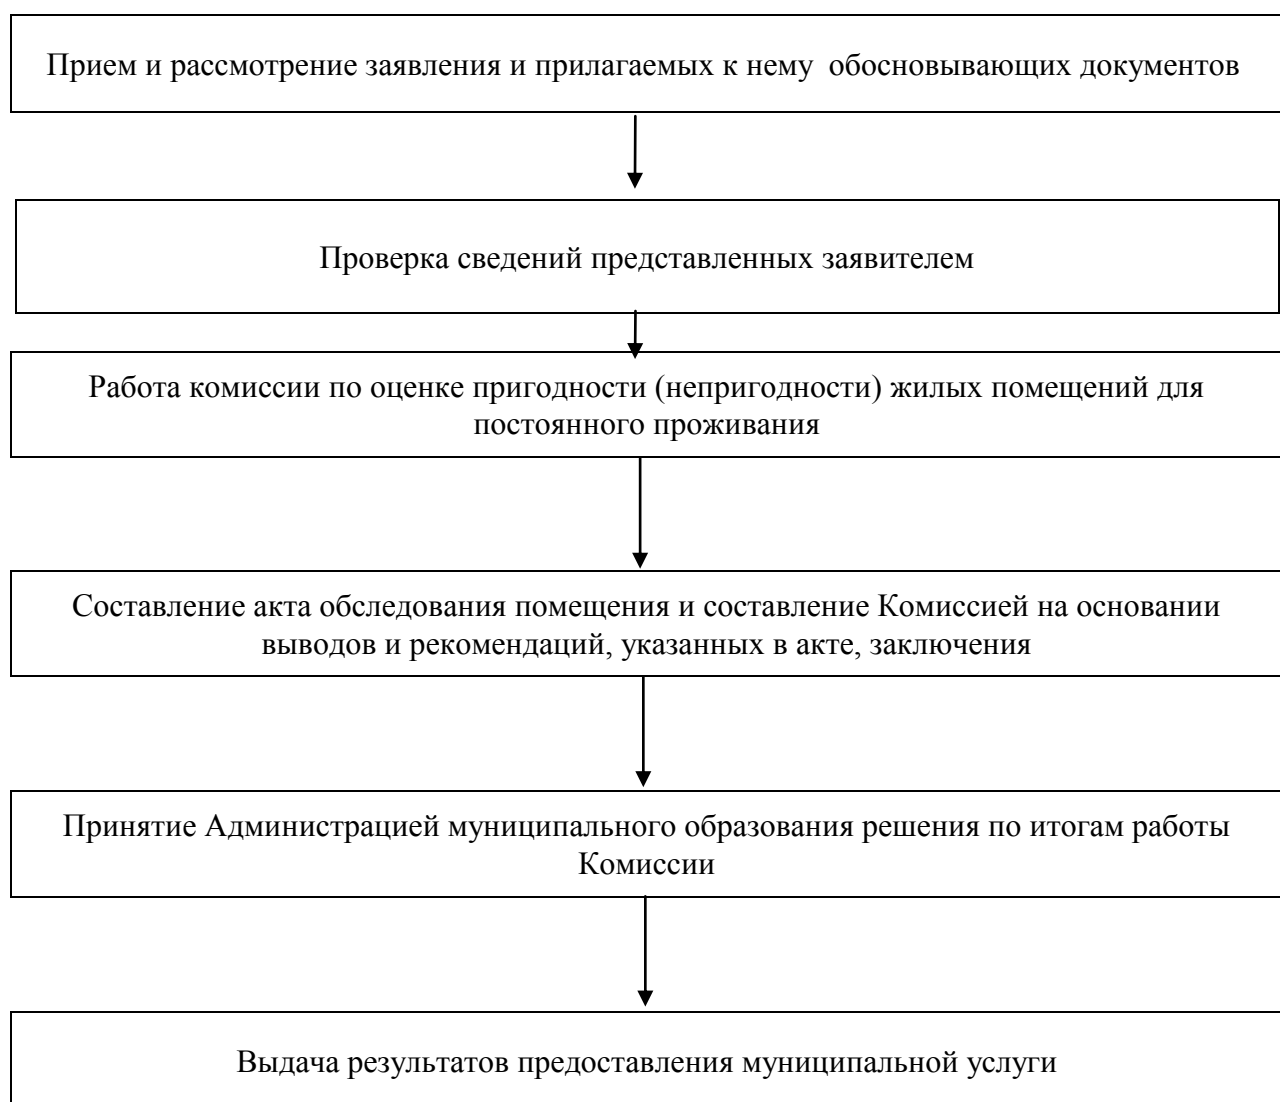 Прием и рассмотрение заявления и прилагаемых к нему  обосновывающих документов
Проверка сведений представленных заявителем
Работа комиссии по оценке пригодности (непригодности) жилых помещений для
постоянного проживания
Составление акта обследования помещения и составление Комиссией на основании
выводов и рекомендаций, указанных в акте, заключения
Принятие Администрацией муниципального образования решения по итогам работы
Комиссии
Выдача результатов предоставления муниципальной услуги